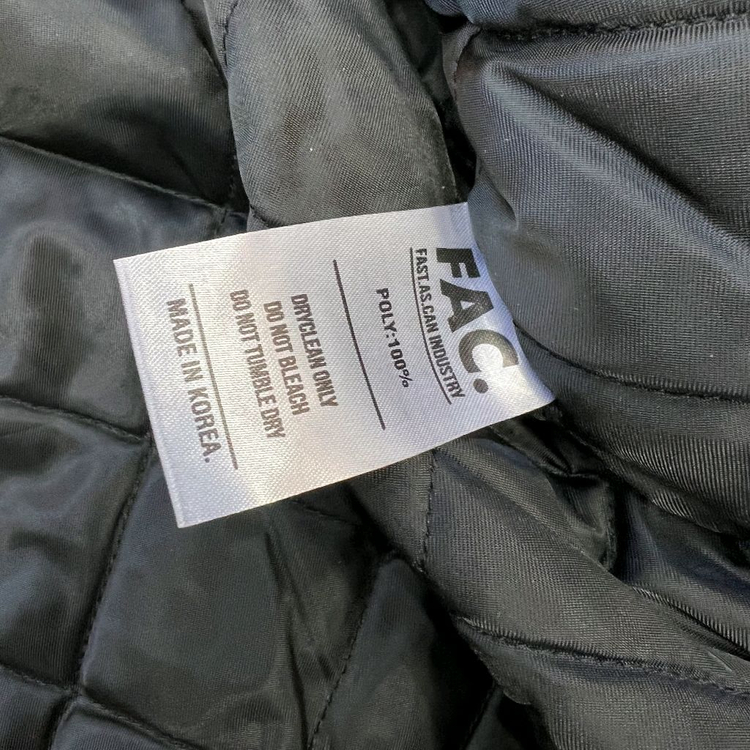 FAC.
FAST.AS.CAN INDUSTRY
POLY:100%
DRYCLEAN ONLY
DO NOT BLEACH
DO NOT TUMBLE DRY
MADE IN KOREA.